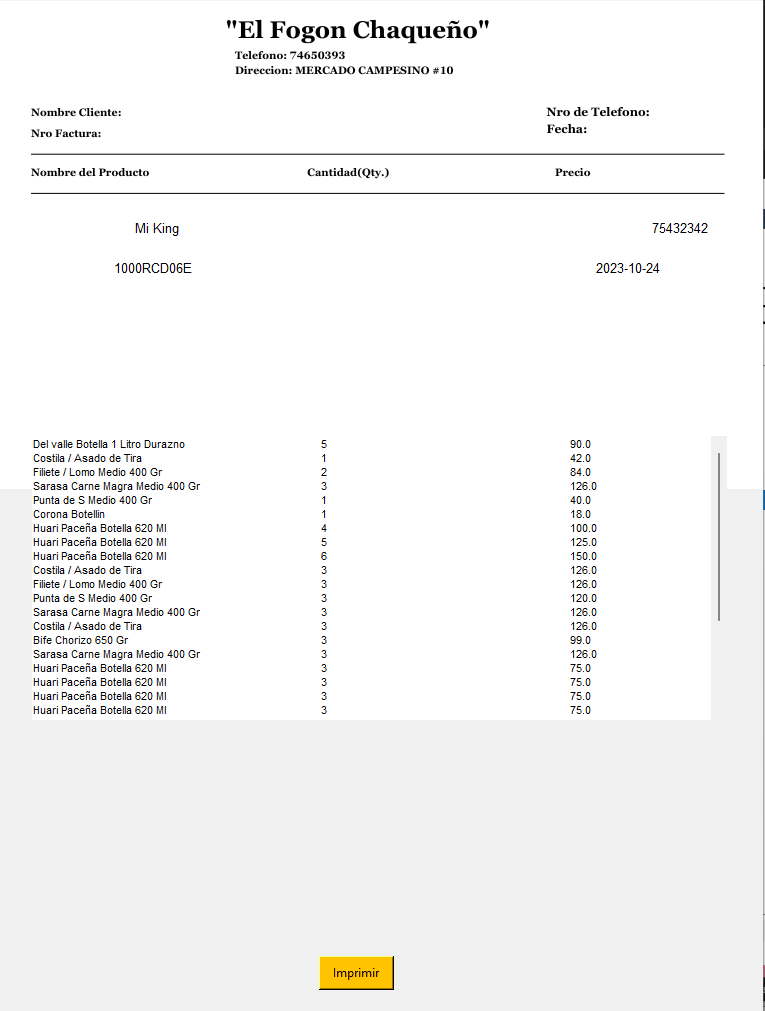 "El Fogon Chaqueño"
Telefono: 74650393
Direccion: MERCADO CAMPESINO #10
Nombre Cliente: Nro de Telefono:
Nro Factura: Fecha:
Nombre del Producto Cantidad(Qty.) Precio
Mi King 75432342
1000RCD06E 2023-10-24
Del valle Botella 1 Litro Durazno 5 90.0
Costila / Asado de Tira 1 42.0
Filiete / Lomo Medio 400 Gr 2 84.0
Sarasa Carne Magra Medio 400 Gr 3 126.0
Punta de S Medio 400 Gr 1 40.0
Corona Botellin 1 18.0
Huari Paceña Botella 620 Ml 4 100.0
Huari Paceña Botella 620 Ml 5 125.0
Huari Paceña Botella 620 Ml 6 150.0
Costila / Asado de Tira 3 126.0
Filiete / Lomo Medio 400 Gr 3 126.0
Punta de S Medio 400 Gr 3 120.0
Sarasa Carne Magra Medio 400 Gr 3 126.0
Costila / Asado de Tira 3 126.0
Bife Chorizo 650 Gr 3 99.0
Sarasa Carne Magra Medio 400 Gr 3 126.0
Huari Paceña Botella 620 Ml 3 75.0
Huari Paceña Botella 620 Ml 3 75.0
Huari Paceña Botella 620 Ml 3 75.0
Huari Paceña Botella 620 Ml 3 75.0
Imprimir